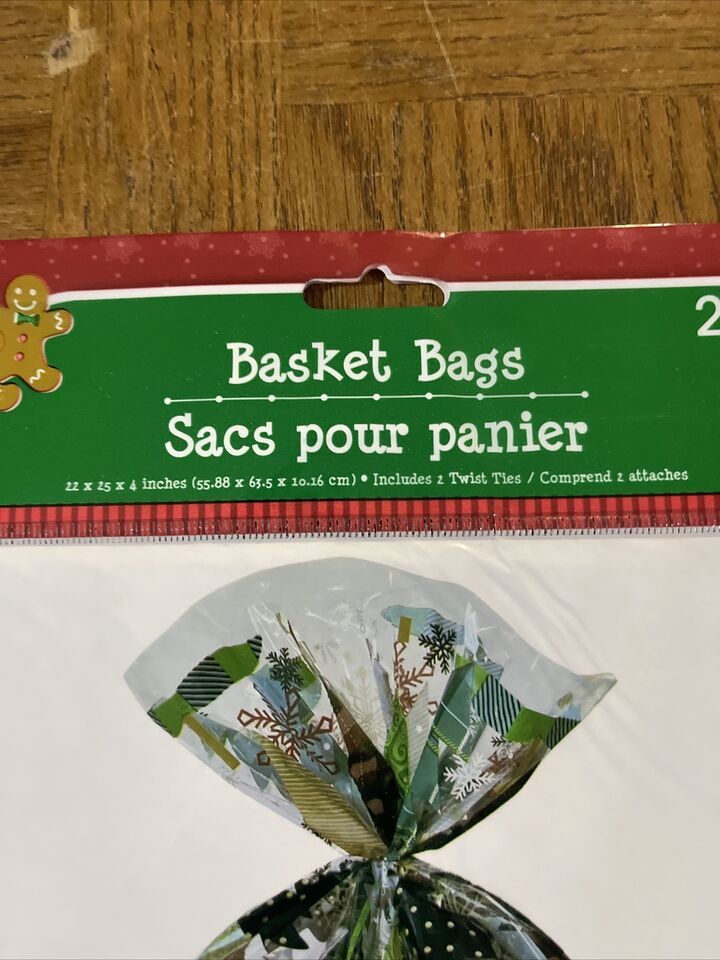 2
Basket Bags
Sacs pour panier
22 x 25 x 4 inches (55.88 x 63.5 x 10.16 cm) • Includes 2 Twist Ties / Comprend 2 attaches